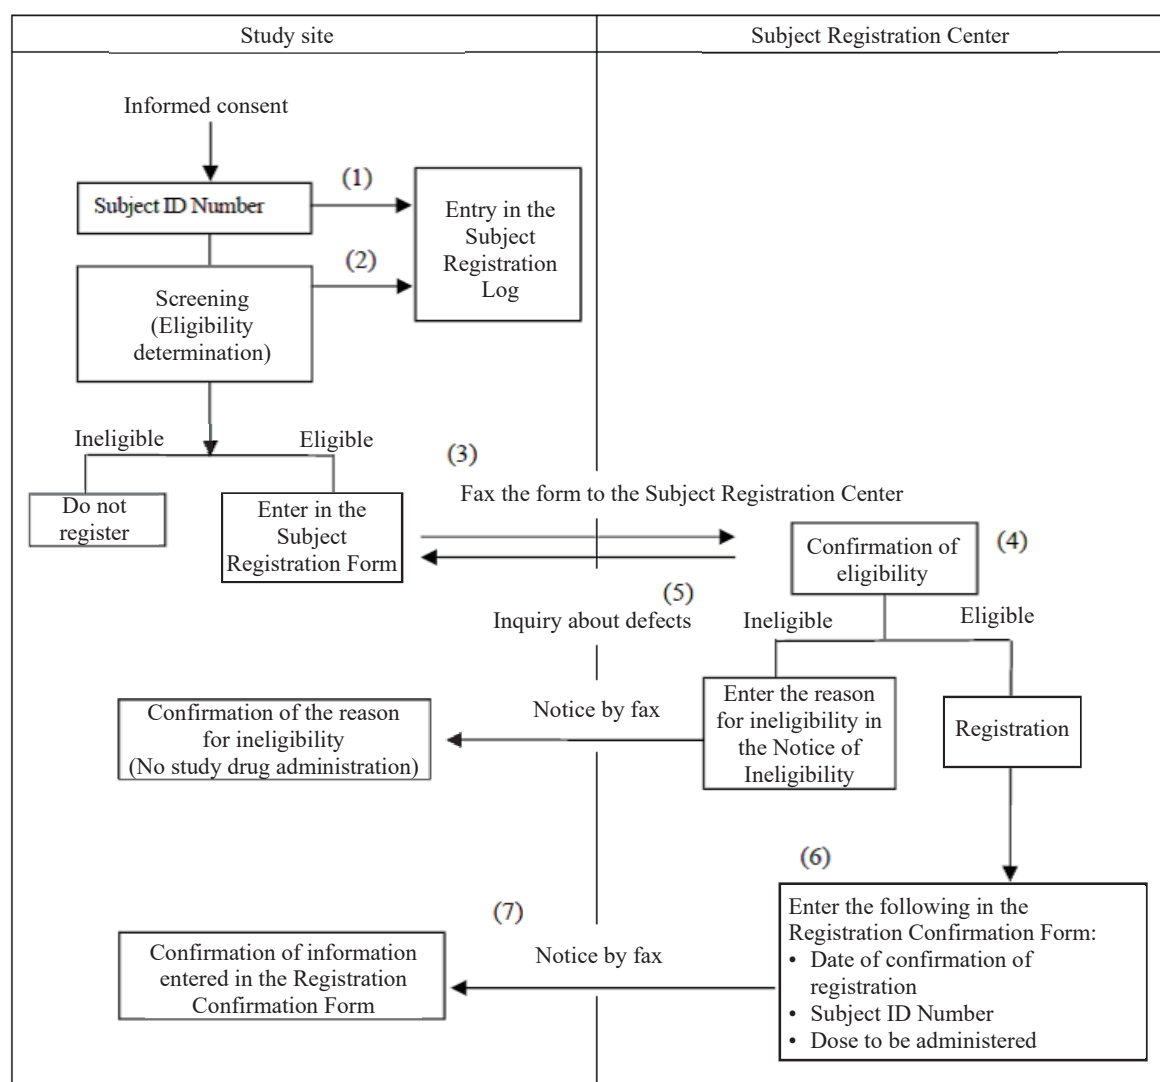 Study site
Subject Registration Center
Informed consent
(1)
Subject ID Number
Entry in the
Subject
Registration
Log
(2)
Screening
(Eligibility
determination)
Ineligible
Eligible
(3)
Fax the form to the Subject Registration Center
Do not
register
Enter in the
Subject
Registration Form
Confirmation of
eligibility
(4)
(5)
Inquiry about defects
Ineligible
Eligible
Confirmation of the reason
for ineligibility
(No study drug administration)
Notice by fax
Enter the reason
for ineligibility in
the Notice of
Ineligibility
Registration
(6)
(7)
Confirmation of information
entered in the Registration
Confirmation Form
Notice by fax
Enter the following in the
Registration Confirmation Form:
• Date of confirmation of
registration
• Subject ID Number
• Dose to be administered